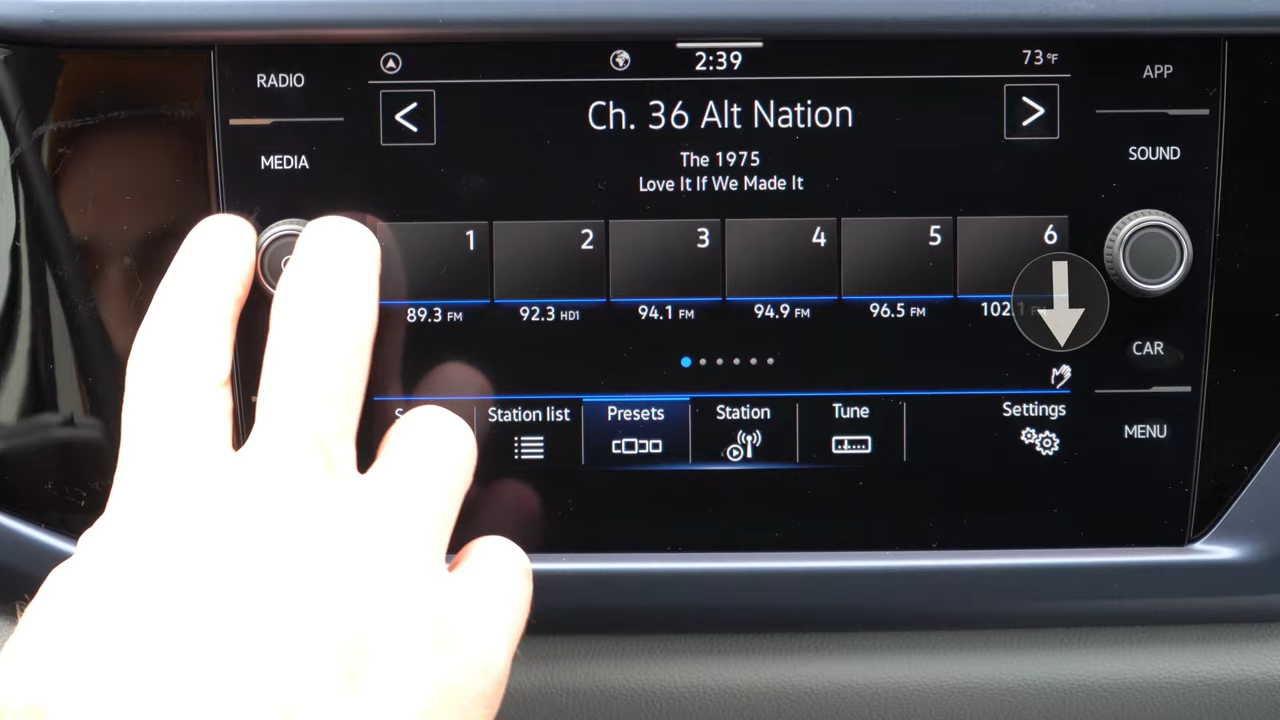 RADIO
MEDIA
2:39
73°F
Ch. 36 Alt Nation
The 1975
Love It If We Made It
1
2
3
4
5
6
89.3 FM
92.3 HD1
94.1 FM
94.9 FM
96.5 FM
102.1
Station list
Presets
Station
Tune
Settings
APP
SOUND
CAR
MENU